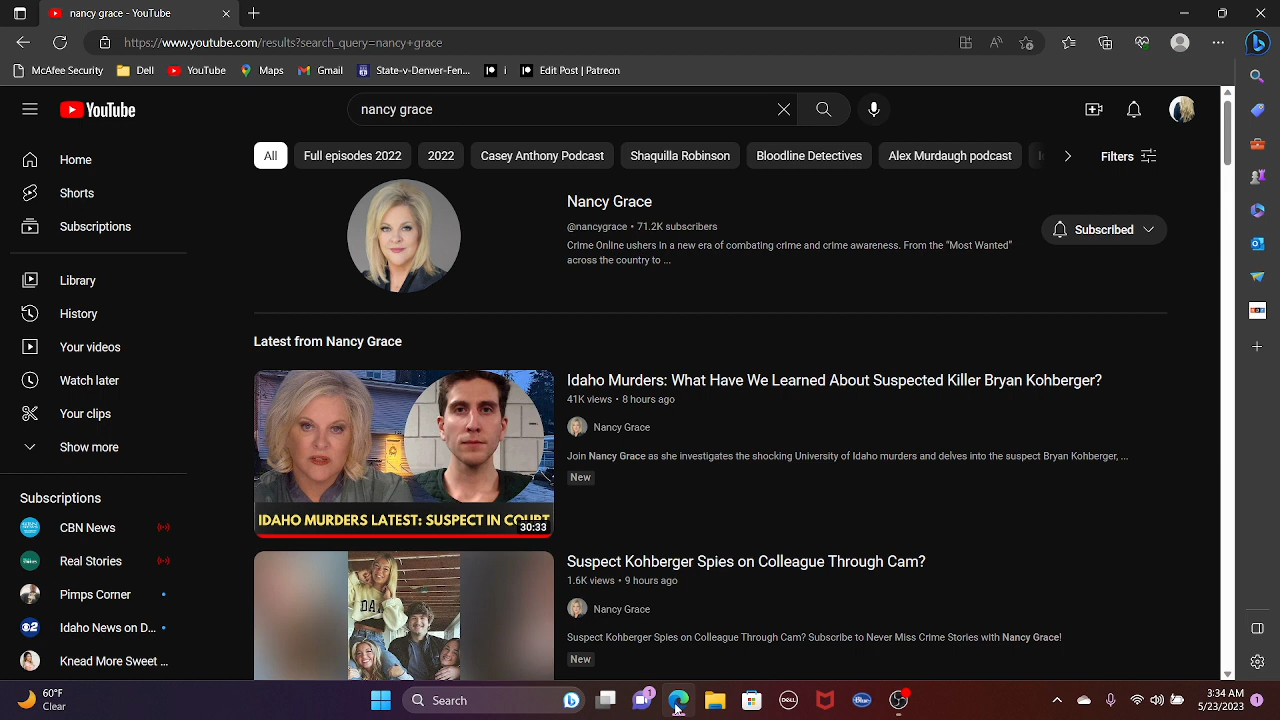 nancy grace - YouTube
https://www.youtube.com/results?search_query=nancy+grace
McAfee Security Dell YouTube Maps Gmail State-v-Denver-Fen... i Edit Post | Patreon
YouTube
nancy grace
All Full episodes 2022 2022 Casey Anthony Podcast Shaquilla Robinson Bloodline Detectives Alex Murdaugh podcast Filters
Home
Shorts
Subscriptions
Library
History
Your videos
Watch later
Your clips
Show more
Subscriptions
CBN News
Real Stories
Pimps Corner
Idaho News on D...
Knead More Sweet ...
Nancy Grace
@nancygrace • 71.2K subscribers
Crime Online ushers in a new era of combating crime and crime awareness. From the "Most Wanted"
across the country to ...
Subscribed
Latest from Nancy Grace
IDAHO MURDERS LATEST: SUSPECT IN COURT
30:33
Idaho Murders: What Have We Learned About Suspected Killer Bryan Kohberger?
41K views • 8 hours ago
Nancy Grace
Join Nancy Grace as she investigates the shocking University of Idaho murders and delves into the suspect Bryan Kohberger, ...
New
Suspect Kohberger Spies on Colleague Through Cam?
1.6K views • 9 hours ago
Nancy Grace
Suspect Kohberger Spies on Colleague Through Cam? Subscribe to Never Miss Crime Stories with Nancy Grace!
New
60°F
Clear
Search
1
DELL
Blue
3:34 AM
5/23/2023
1